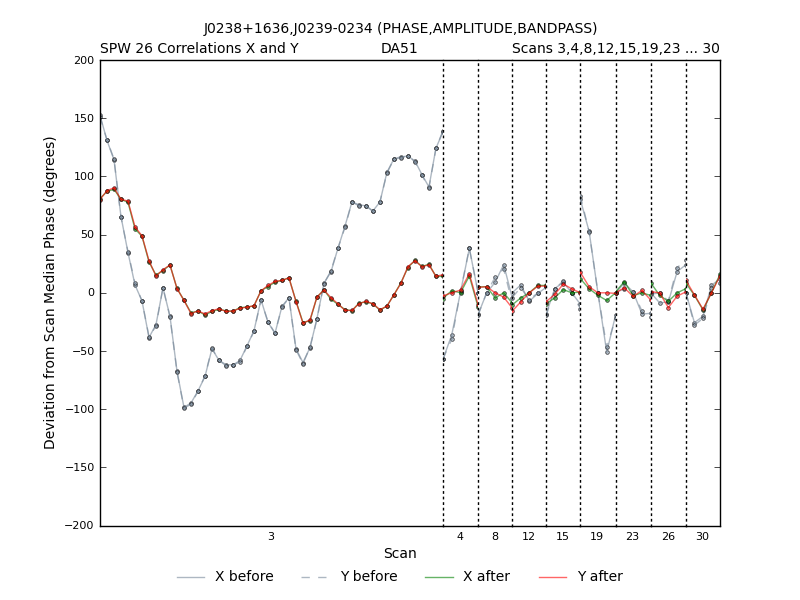 J0238+1636,J0239-0234 (PHASE,AMPLITUDE,BANDPASS)
SPW 26 Correlations X and Y DA51 Scans 3,4,8,12,15,19,23 ... 30
200
150
100
50
0
−50
−100
−150
−200
Deviation from Scan Median Phase (degrees)
3 4 8 12 15 19 23 26 30
Scan
X before Y before X after Y after